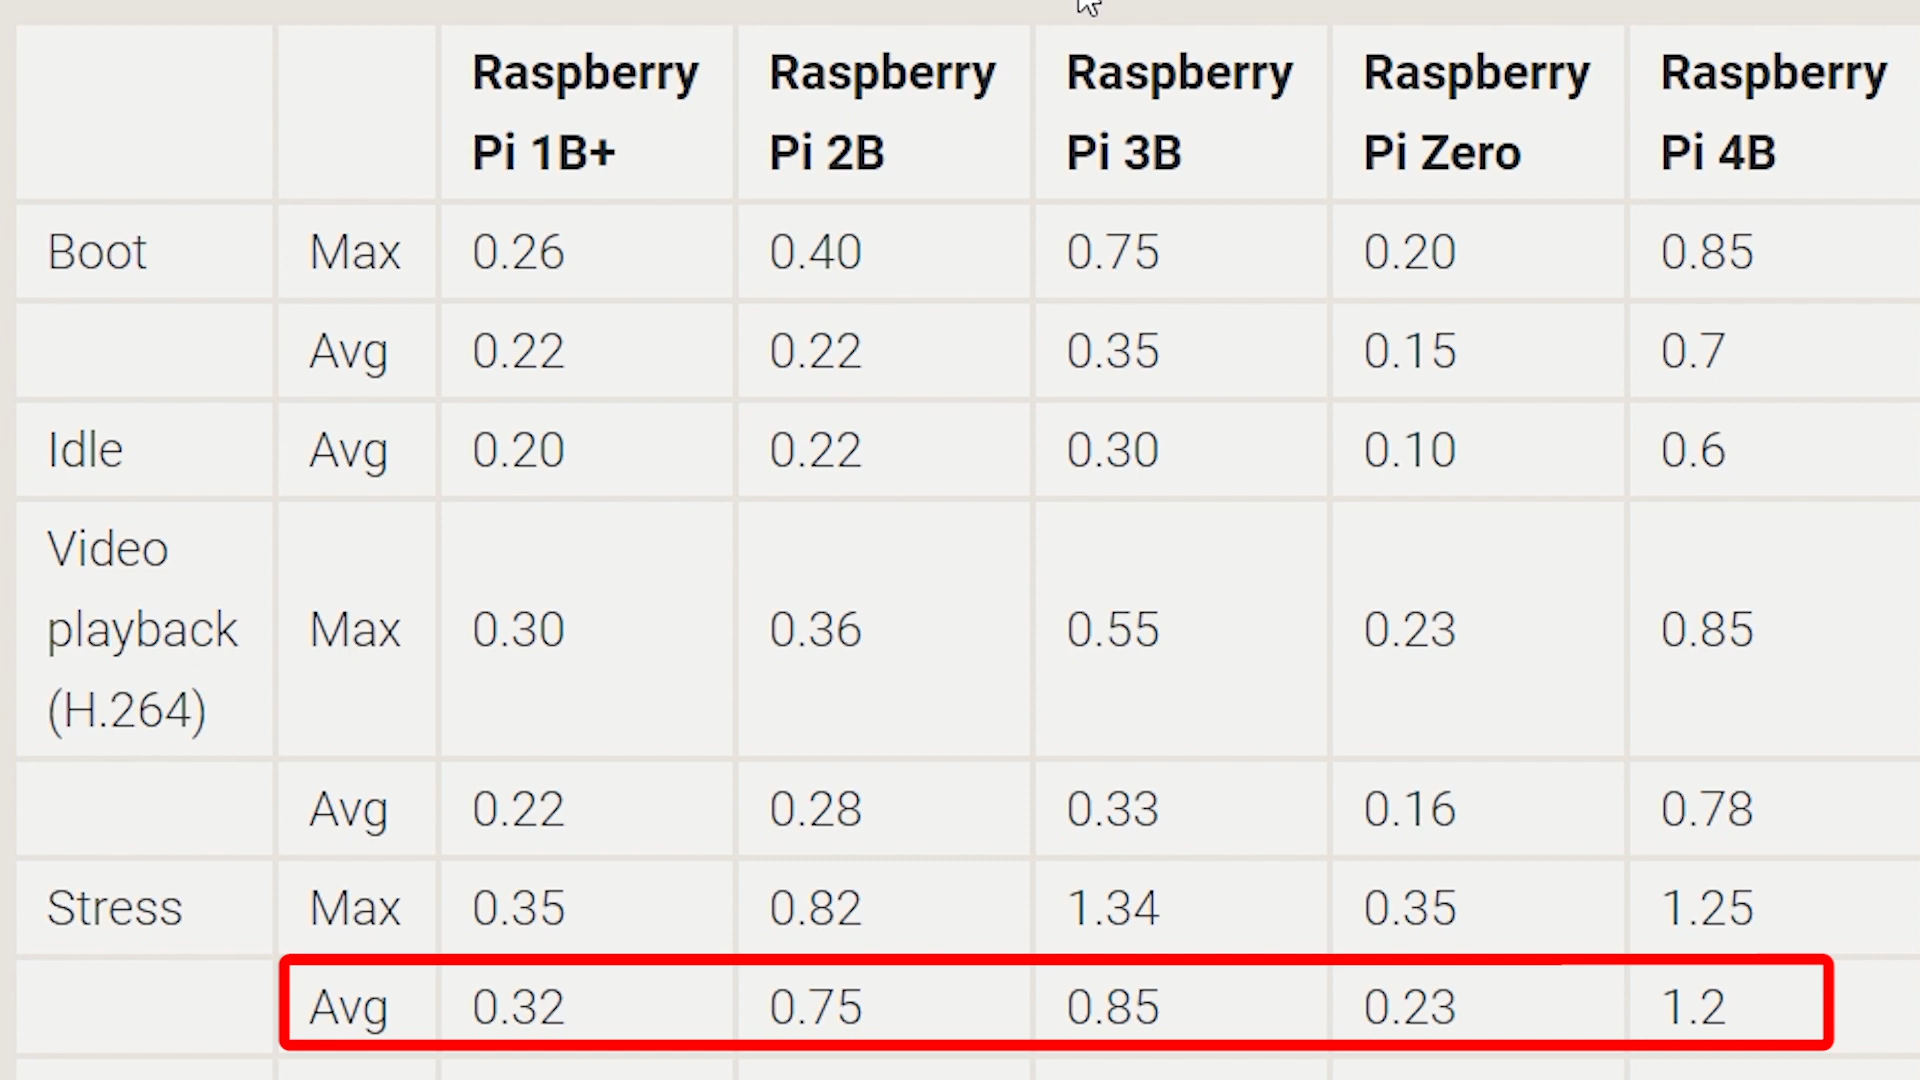 Raspberry Pi 1B+ Raspberry Pi 2B Raspberry Pi 3B Raspberry Pi Zero Raspberry Pi 4B
Boot Max 0.26 0.40 0.75 0.20 0.85
Avg 0.22 0.22 0.35 0.15 0.7
Idle Avg 0.20 0.22 0.30 0.10 0.6
Video playback (H.264) Max 0.30 0.36 0.55 0.23 0.85
Avg 0.22 0.28 0.33 0.16 0.78
Stress Max 0.35 0.82 1.34 0.35 1.25
Avg 0.32 0.75 0.85 0.23 1.2